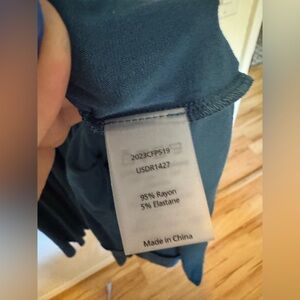 2023CFPS19
USDR1427
95% Rayon
5% Elastane
Made in China